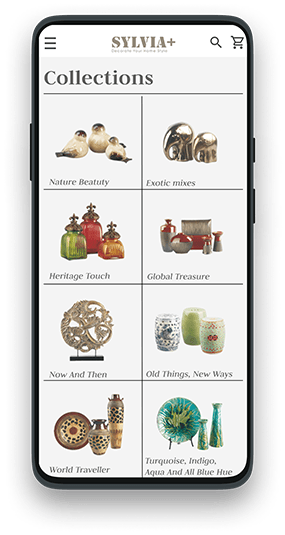 SYLVIA+
Decorate Your Home Style
Collections
Nature Beatuty
Exotic mixes
Heritage Touch
Global Treasure
Now And Then
Old Things, New Ways
World Traveller
Turquoise, Indigo,
Aqua And All Blue Hue